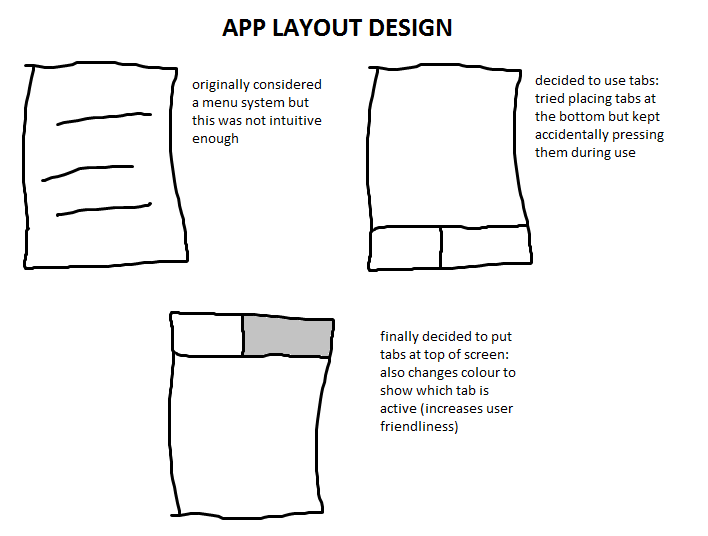 APP LAYOUT DESIGN
originally considered
a menu system but
this was not intuitive
enough
decided to use tabs:
tried placing tabs at
the bottom but kept
accidentally pressing
them during use
finally decided to put
tabs at top of screen:
also changes colour to
show which tab is
active (increases user
friendliness)